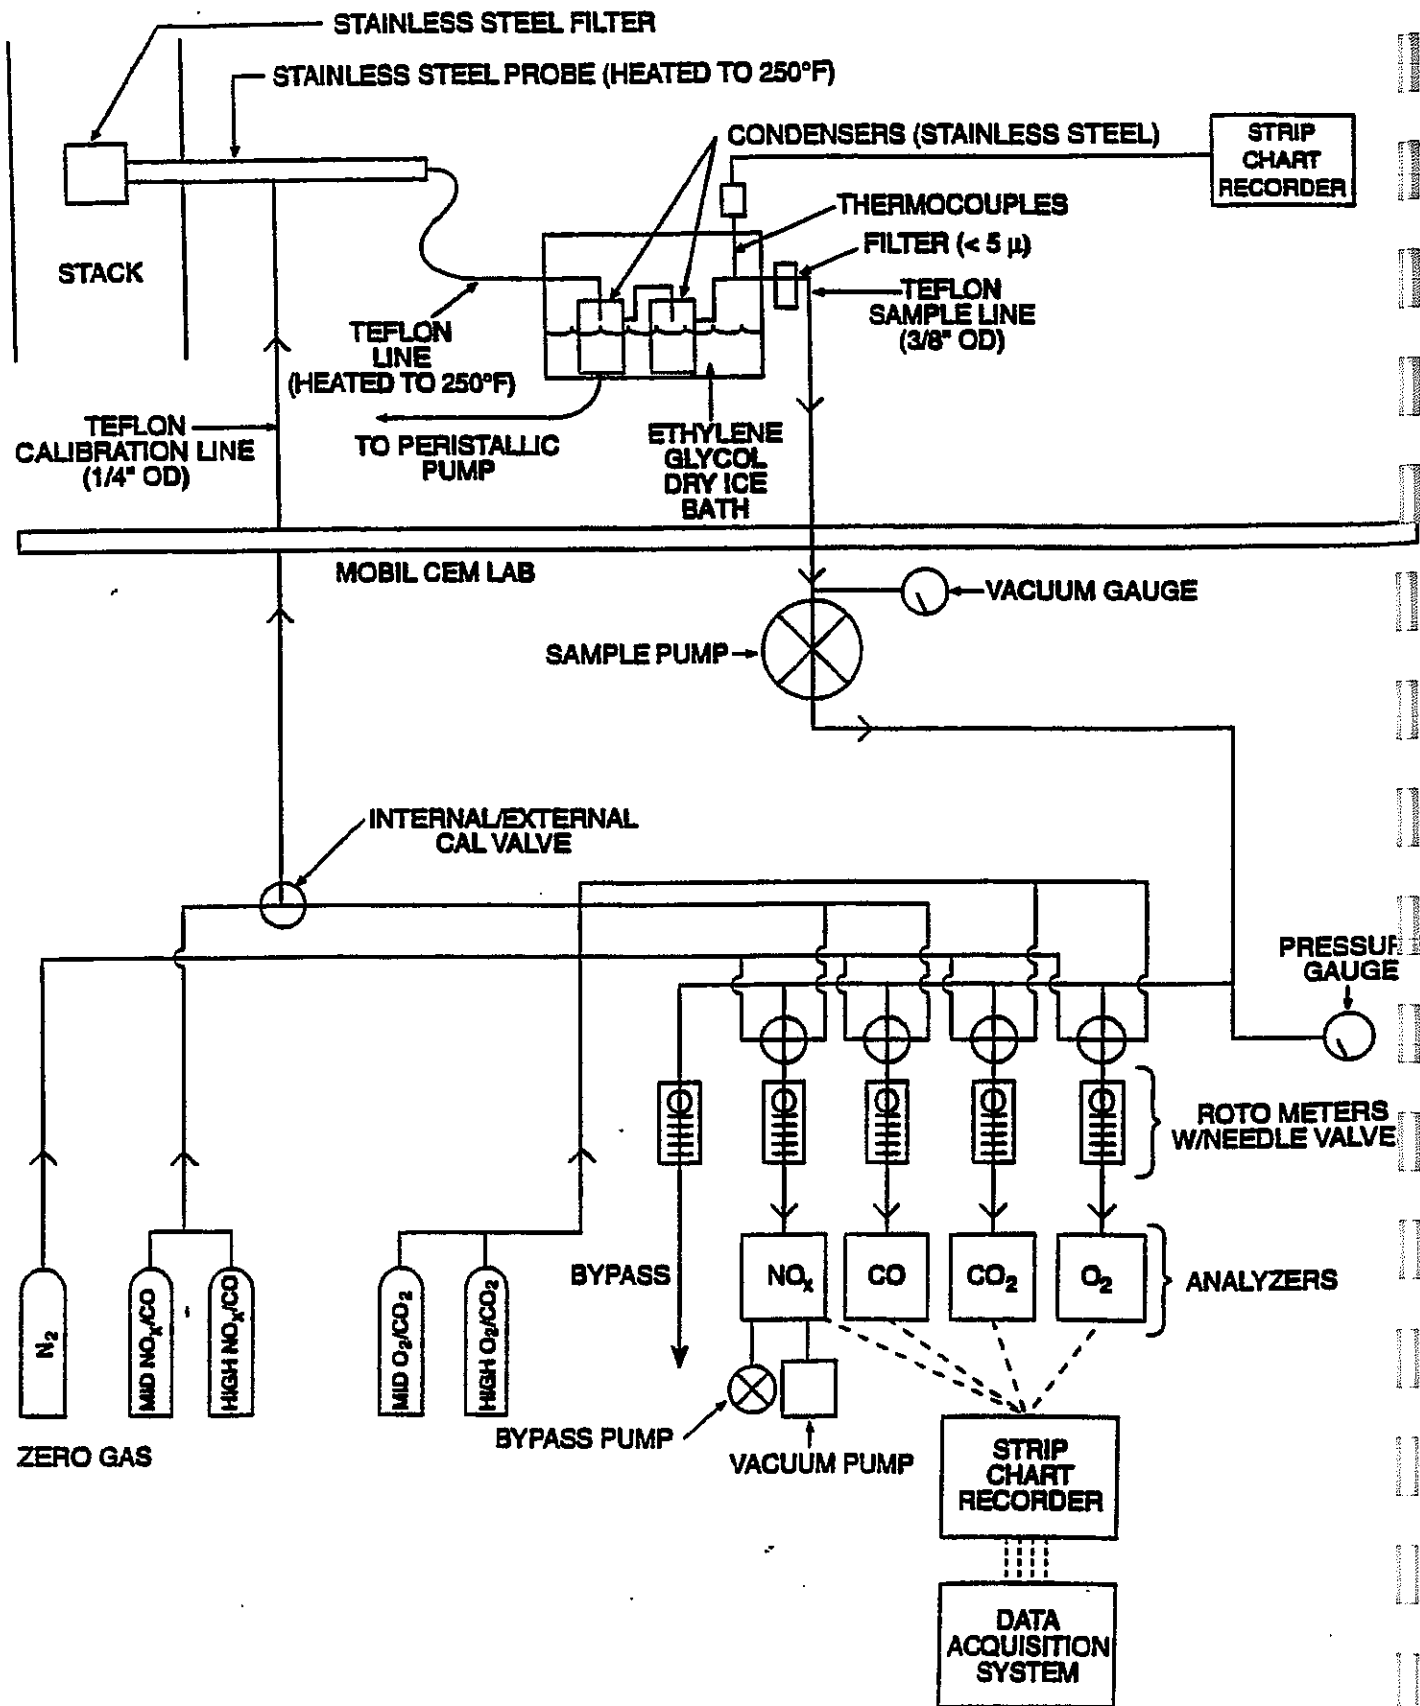 STAINLESS STEEL FILTER
STAINLESS STEEL PROBE (HEATED TO 250°F)
CONDENSERS (STAINLESS STEEL)
STRIP
CHART
RECORDER
THERMOCOUPLES
FILTER (< 5 µ)
STACK
TEFLON
SAMPLE LINE
(3/8" OD)
TEFLON
LINE
(HEATED TO 250°F)
TEFLON
CALIBRATION LINE
(1/4" OD)
TO PERISTALLIC
PUMP
ETHYLENE
GLYCOL
DRY ICE
BATH
MOBIL CEM LAB
VACUUM GAUGE
SAMPLE PUMP
INTERNAL/EXTERNAL
CAL VALVE
PRESSUF
GAUGE
ROTO METERS
W/NEEDLE VALVE
N₂
MID NOₓ/CO
HIGH NOₓ/CO
MID O₂/CO₂
HIGH O₂/CO₂
BYPASS
NOₓ
CO
CO₂
O₂
ANALYZERS
ZERO GAS
BYPASS PUMP
VACUUM PUMP
STRIP
CHART
RECORDER
DATA
ACQUISITION
SYSTEM